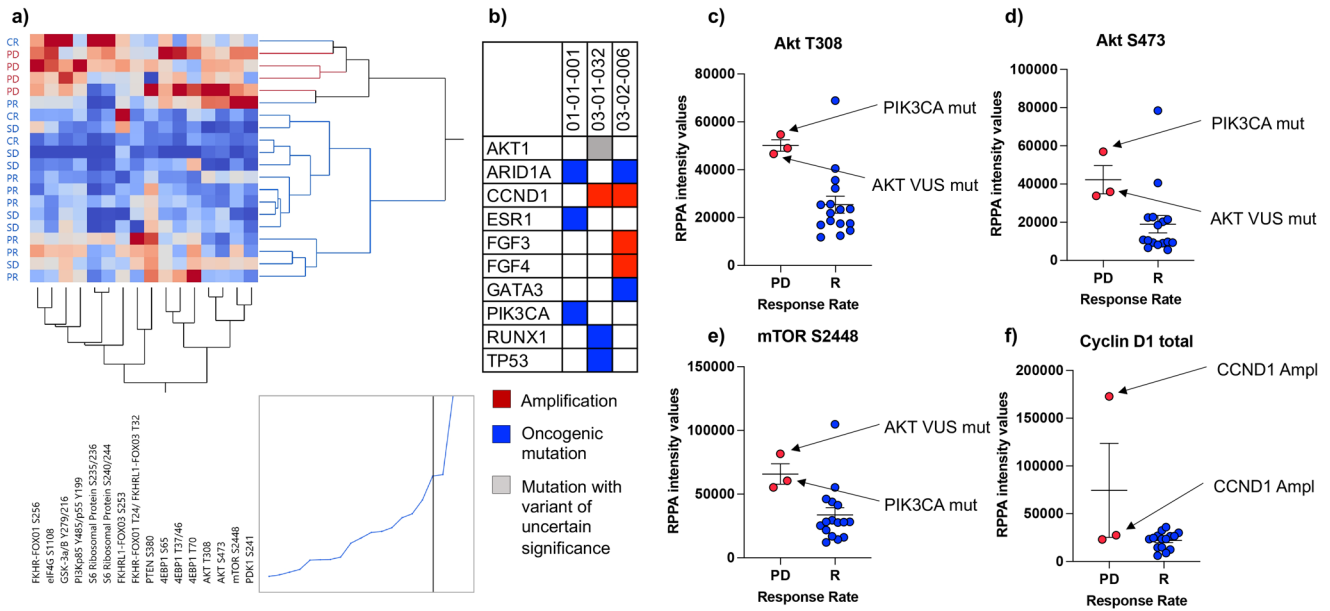 a)
CR
PD
PD
PD
PD
PR
CR
SD
CR
SD
SD
PR
PR
PR
SD
SD
PR
PR
SD
PR
FKHR-FOX01 S256
eIF4G S1108
GSK-3a/B Y279/216
PI3Kp85 Y485/p55 Y199
S6 Ribosomal Protein S235/236
S6 Ribosomal Protein S240/244
FKHRL1-FOX03 S253
FKHR-FOX01 T24/ FKHRL1-FOX03 T32
PTEN S380
4EBP1 S65
4EBP1 T37/46
4EBP1 T70
AKT T308
AKT S473
mTOR S2448
PDK1 S241
b)
01-01-001
03-01-032
03-02-006
AKT1
ARID1A
CCND1
ESR1
FGF3
FGF4
GATA3
PIK3CA
RUNX1
TP53
Amplification
Oncogenic
mutation
Mutation with
variant of
uncertain
significance
c)
Akt T308
RPPA intensity values
80000
60000
40000
20000
0
PIK3CA mut
AKT VUS mut
PD
R
Response Rate
d)
Akt S473
RPPA intensity values
100000
80000
60000
40000
20000
0
PIK3CA mut
AKT VUS mut
PD
R
Response Rate
e)
mTOR S2448
RPPA intensity values
150000
100000
50000
0
AKT VUS mut
PIK3CA mut
PD
R
Response Rate
f)
Cyclin D1 total
RPPA intensity values
200000
150000
100000
50000
0
CCND1 Ampl
CCND1 Ampl
PD
R
Response Rate